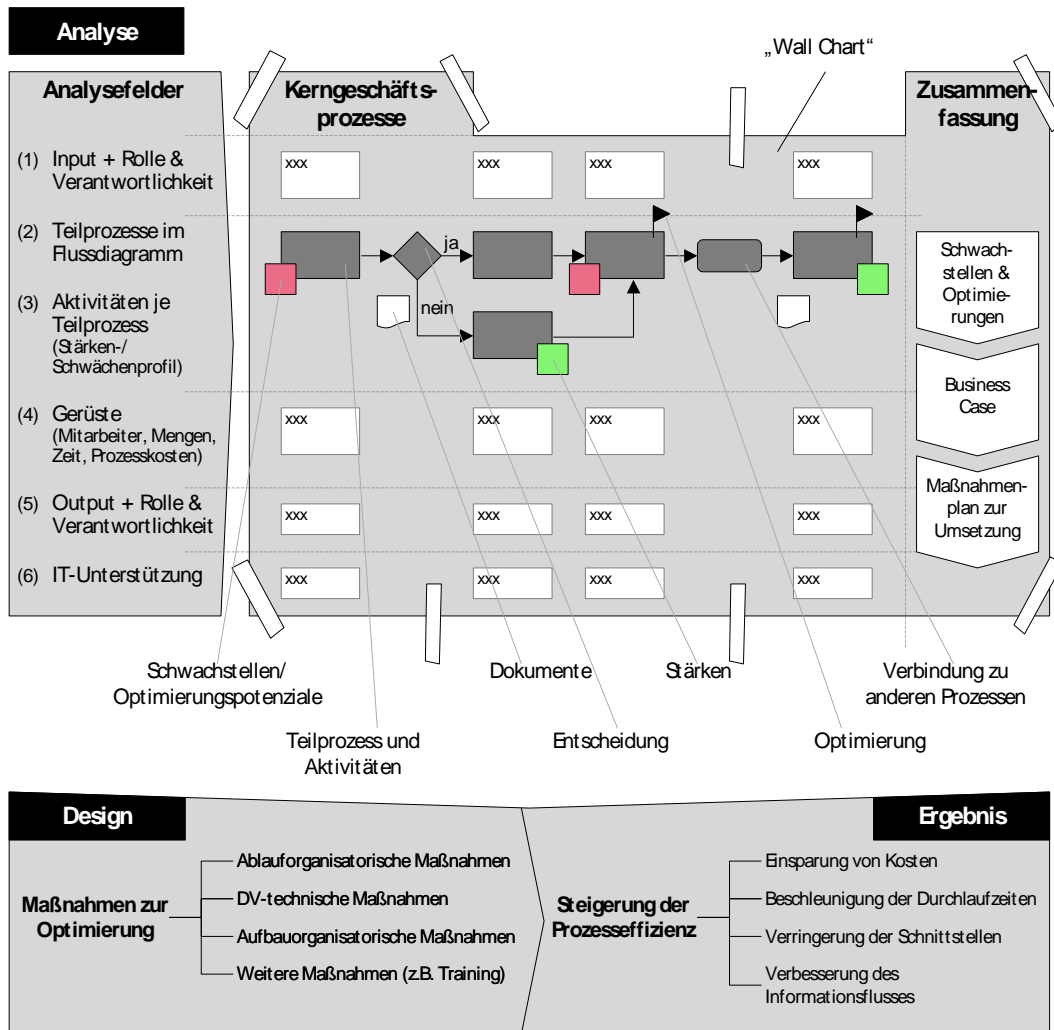 Analyse
„Wall Chart“
Analysefelder
Kerngeschäfts-
prozesse
Zusammen-
fassung
(1) Input + Rolle &
Verantwortlichkeit
xxx
xxx
xxx
xxx
(2) Teilprozesse im
Flussdiagramm
ja
nein
(3) Aktivitäten je
Teilprozess
(Stärken-/
Schwächenprofil)
Schwach-
stellen &
Optimie-
rungen
Business
Case
(4) Gerüste
(Mitarbeiter, Mengen,
Zeit, Prozesskosten)
xxx
xxx
xxx
xxx
(5) Output + Rolle &
Verantwortlichkeit
xxx
xxx
xxx
xxx
Maßnahmen-
plan zur
Umsetzung
(6) IT-Unterstützung
xxx
xxx
xxx
xxx
Schwachstellen/
Optimierungspotenziale
Dokumente
Stärken
Verbindung zu
anderen Prozessen
Teilprozess und
Aktivitäten
Entscheidung
Optimierung
Design
Maßnahmen zur
Optimierung
Ablauforganisatorische Maßnahmen
DV-technische Maßnahmen
Aufbauorganisatorische Maßnahmen
Weitere Maßnahmen (z.B. Training)
Ergebnis
Steigerung der
Prozesseffizienz
Einsparung von Kosten
Beschleunigung der Durchlaufzeiten
Verringerung der Schnittstellen
Verbesserung des
Informationsflusses